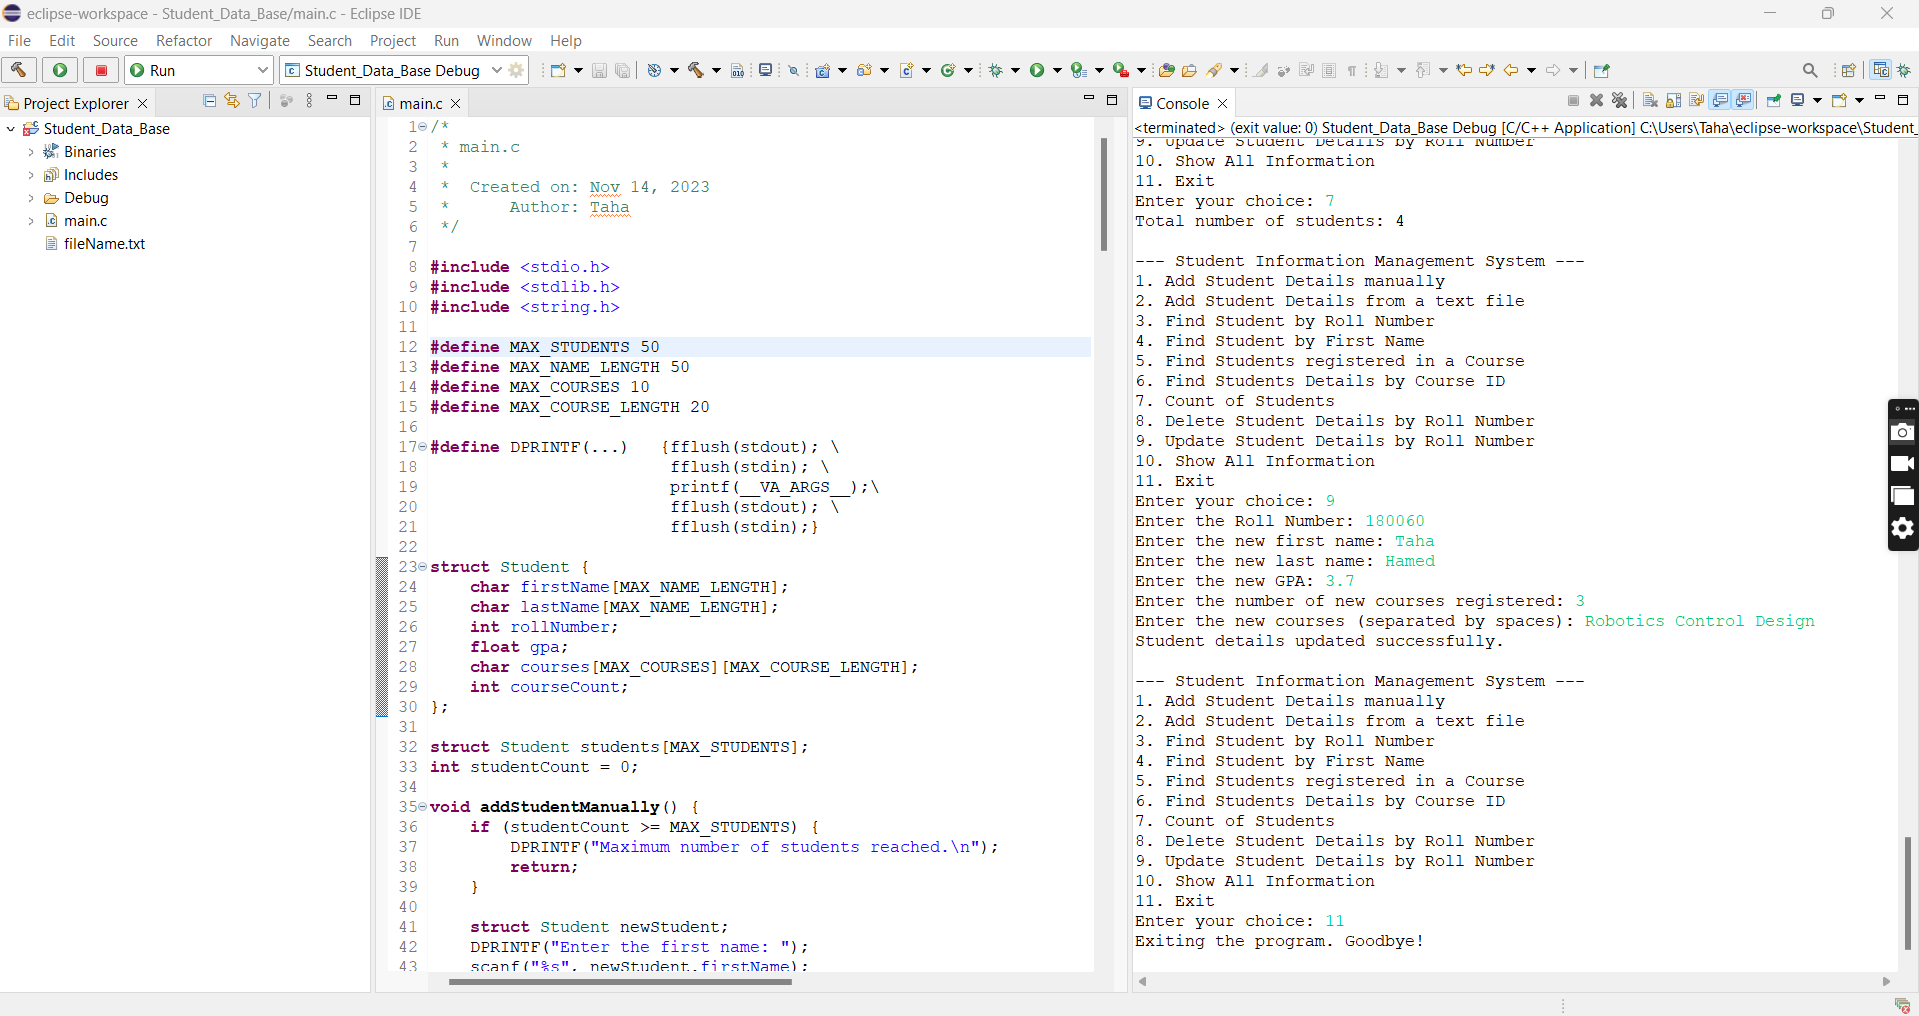 eclipse-workspace - Student_Data_Base/main.c - Eclipse IDE
File Edit Source Refactor Navigate Search Project Run Window Help
Run
Student_Data_Base Debug
Project Explorer
Student_Data_Base
Binaries
Includes
Debug
main.c
fileName.txt
main.c
1 /*
2  * main.c
3  *
4  *  Created on: Nov 14, 2023
5  *      Author: Taha
6  */
7
8 #include <stdio.h>
9 #include <stdlib.h>
10 #include <string.h>
11
12 #define MAX_STUDENTS 50
13 #define MAX_NAME_LENGTH 50
14 #define MAX_COURSES 10
15 #define MAX_COURSE_LENGTH 20
16
17 #define DPRINTF(...)   {fflush(stdout); \
18                         fflush(stdin); \
19                         printf(__VA_ARGS__);\
20                         fflush(stdout); \
21                         fflush(stdin);}
22
23 struct Student {
24     char firstName[MAX_NAME_LENGTH];
25     char lastName[MAX_NAME_LENGTH];
26     int rollNumber;
27     float gpa;
28     char courses[MAX_COURSES][MAX_COURSE_LENGTH];
29     int courseCount;
30 };
31
32 struct Student students[MAX_STUDENTS];
33 int studentCount = 0;
34
35 void addStudentManually() {
36     if (studentCount >= MAX_STUDENTS) {
37         DPRINTF("Maximum number of students reached.\n");
38         return;
39     }
40
41     struct Student newStudent;
42     DPRINTF("Enter the first name: ");
43     scanf("%s", newStudent.firstName);
Console
<terminated> (exit value: 0) Student_Data_Base Debug [C/C++ Application] C:\Users\Taha\eclipse-workspace\Student_
9. Update Student Details by Roll Number
10. Show All Information
11. Exit
Enter your choice: 7
Total number of students: 4
--- Student Information Management System ---
1. Add Student Details manually
2. Add Student Details from a text file
3. Find Student by Roll Number
4. Find Student by First Name
5. Find Students registered in a Course
6. Find Students Details by Course ID
7. Count of Students
8. Delete Student Details by Roll Number
9. Update Student Details by Roll Number
10. Show All Information
11. Exit
Enter your choice: 9
Enter the Roll Number: 180060
Enter the new first name: Taha
Enter the new last name: Hamed
Enter the new GPA: 3.7
Enter the number of new courses registered: 3
Enter the new courses (separated by spaces): Robotics Control Design
Student details updated successfully.
--- Student Information Management System ---
1. Add Student Details manually
2. Add Student Details from a text file
3. Find Student by Roll Number
4. Find Student by First Name
5. Find Students registered in a Course
6. Find Students Details by Course ID
7. Count of Students
8. Delete Student Details by Roll Number
9. Update Student Details by Roll Number
10. Show All Information
11. Exit
Enter your choice: 11
Exiting the program. Goodbye!